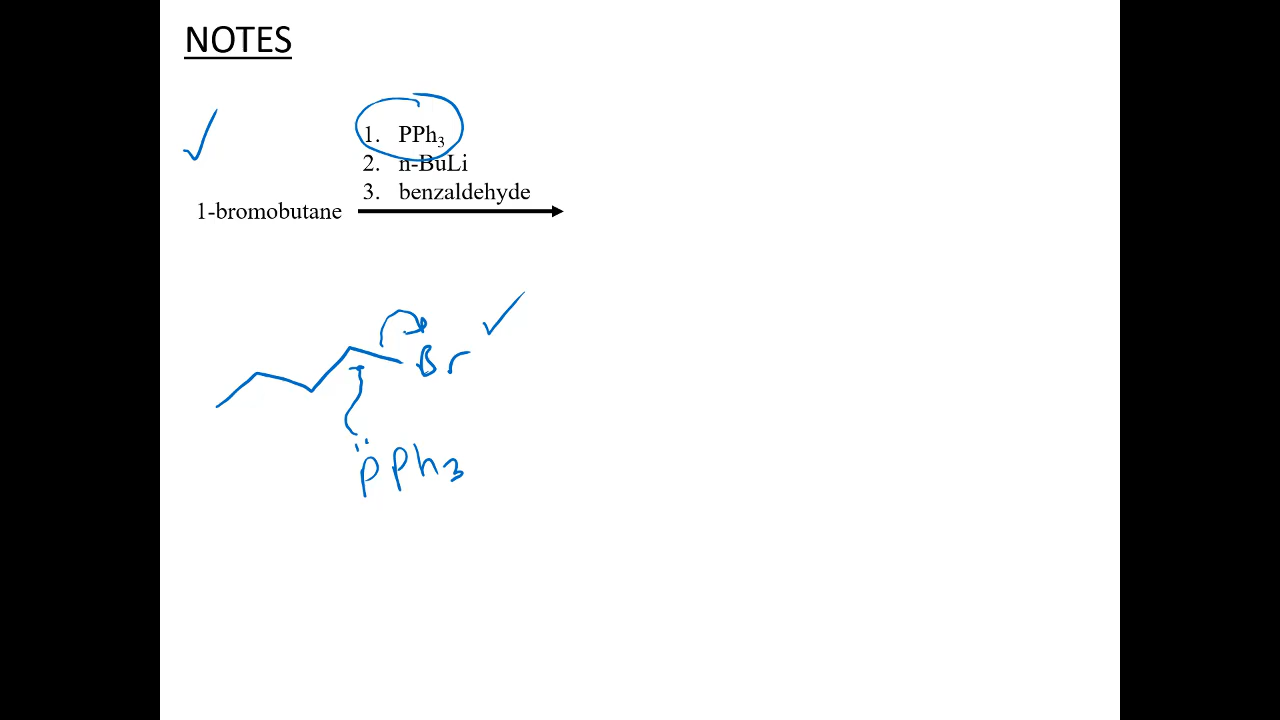 NOTES
1. PPh₃
2. n-BuLi
3. benzaldehyde
1-bromobutane
Br
PPh₃